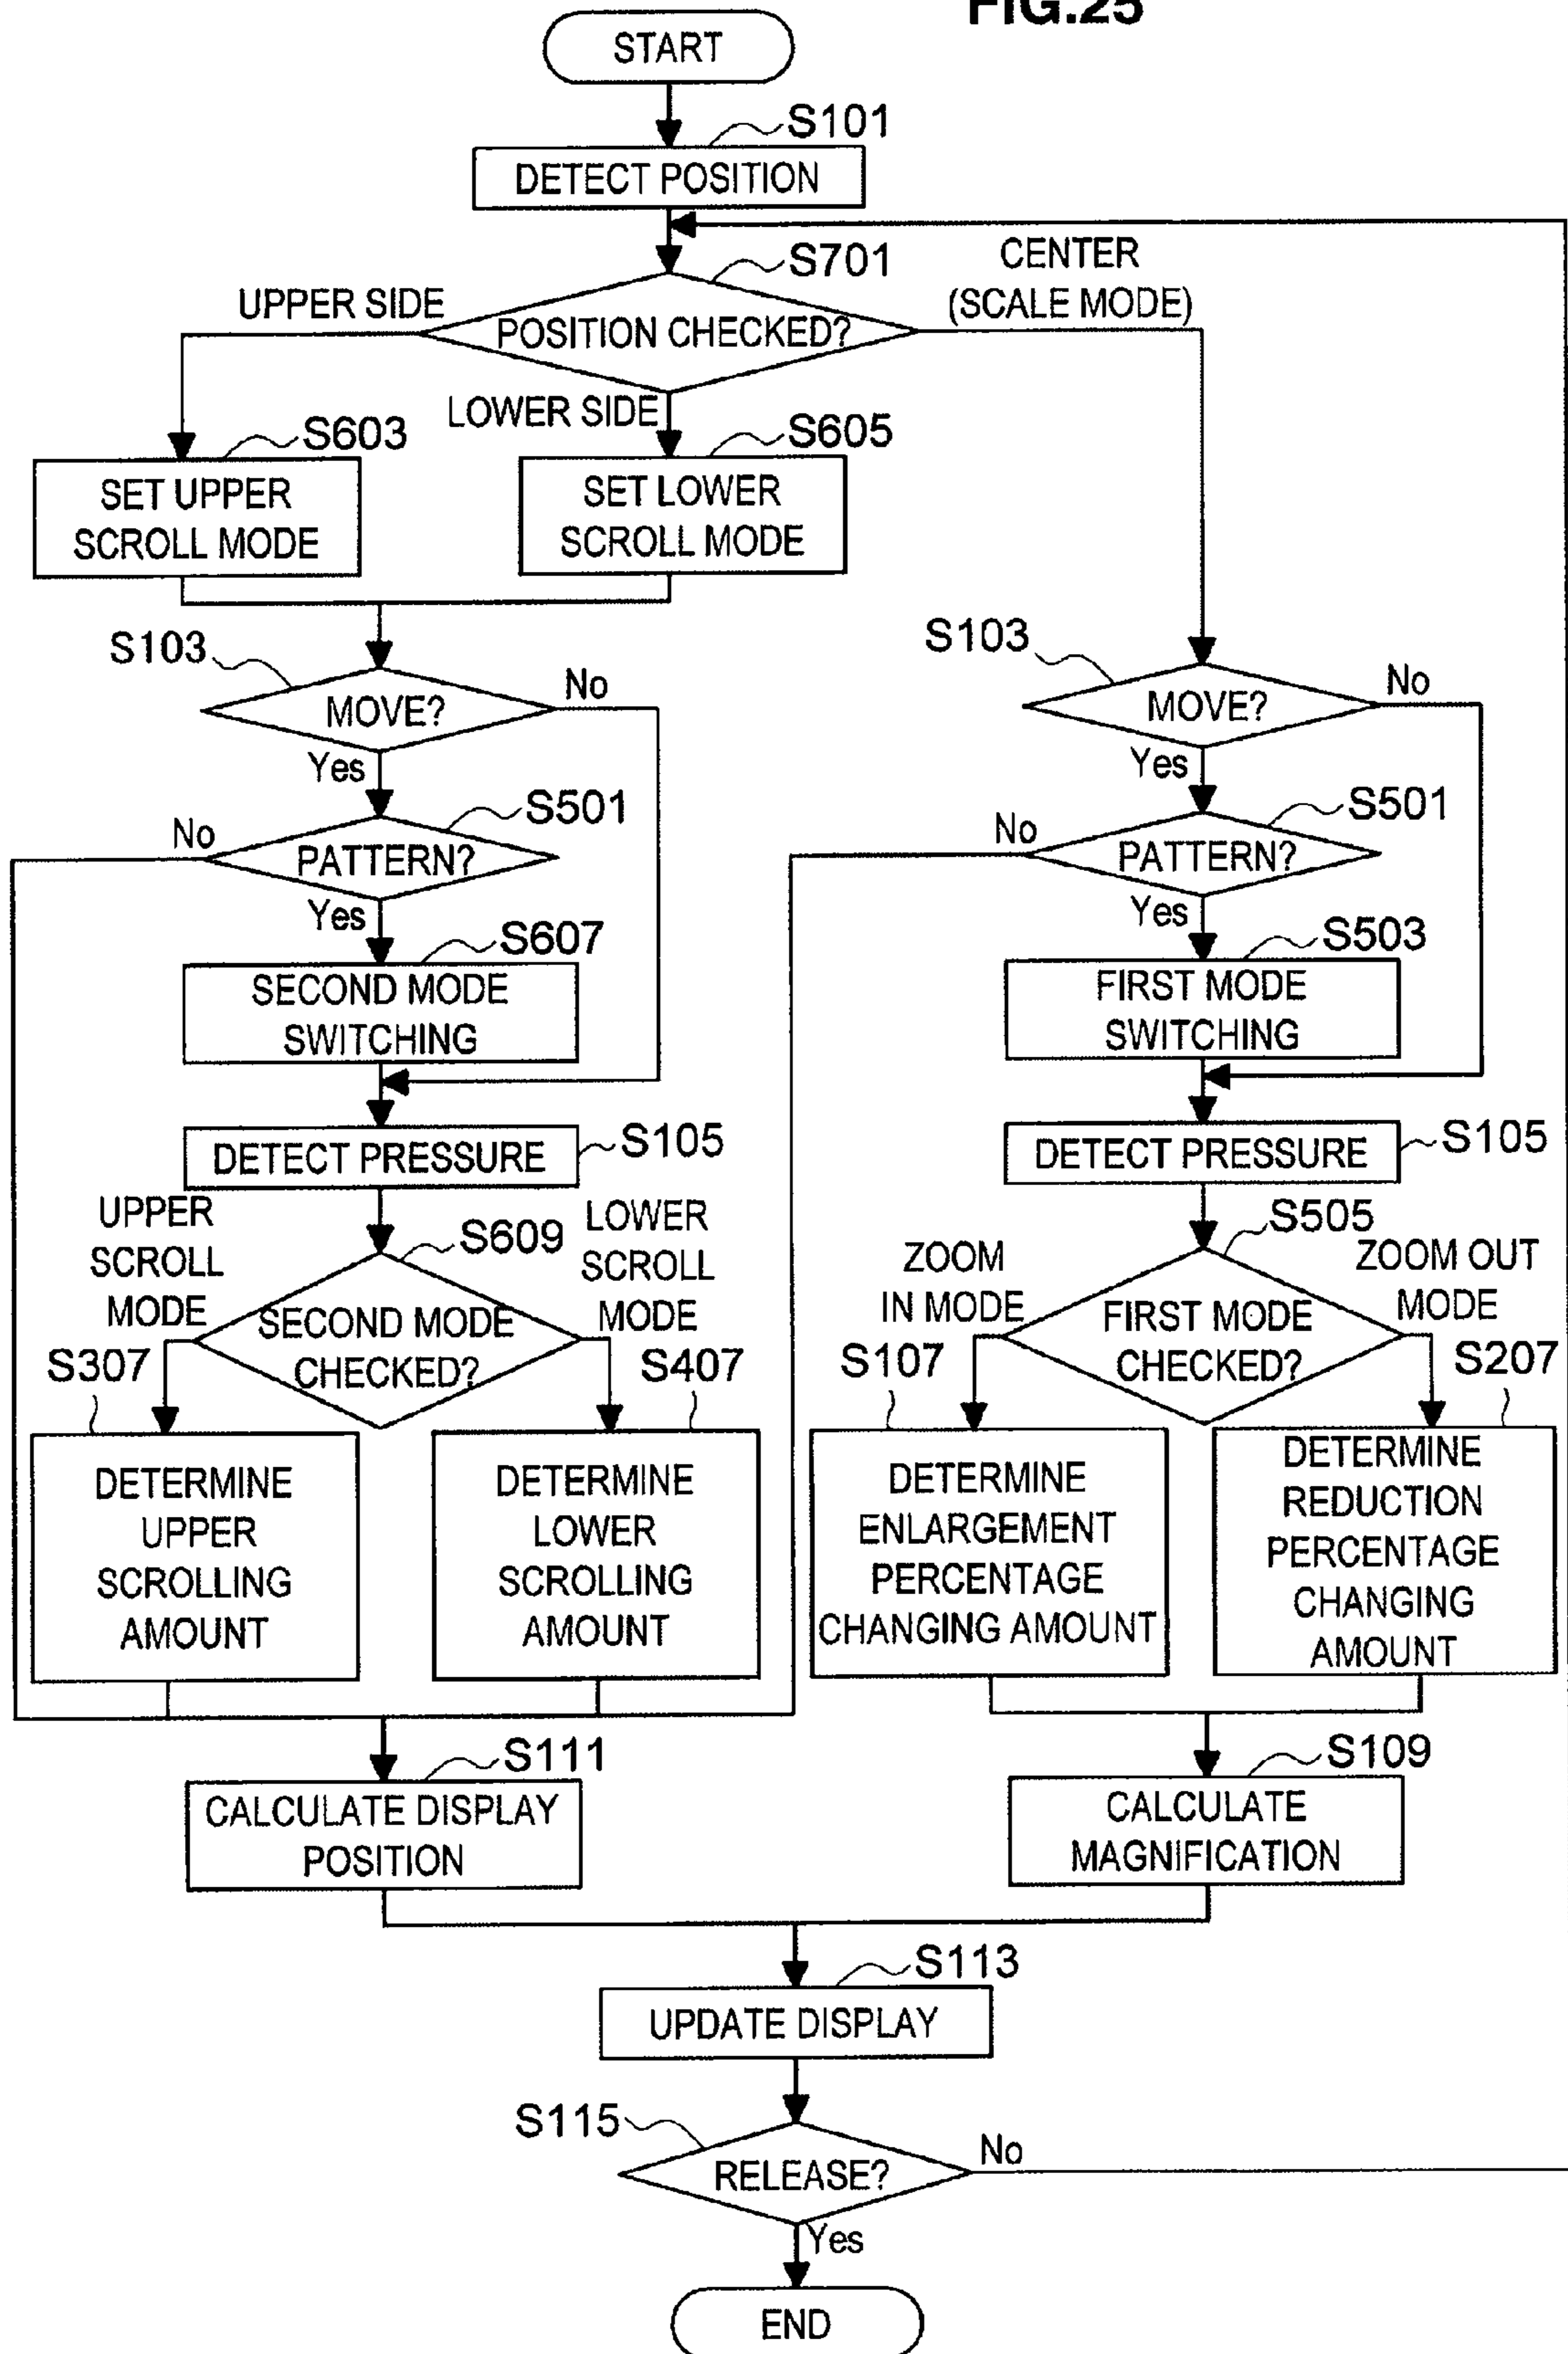 FIG.25
START
S101
DETECT POSITION
S701
CENTER
(SCALE MODE)
UPPER SIDE
POSITION CHECKED?
LOWER SIDE
S603
S605
SET UPPER
SCROLL MODE
SET LOWER
SCROLL MODE
S103
MOVE?
No
Yes
S501
No
PATTERN?
Yes
S607
SECOND MODE
SWITCHING
DETECT PRESSURE
S105
UPPER
SCROLL
MODE
S609
LOWER
SCROLL
MODE
SECOND MODE
CHECKED?
S307
S407
DETERMINE
UPPER
SCROLLING
AMOUNT
DETERMINE
LOWER
SCROLLING
AMOUNT
S111
CALCULATE DISPLAY
POSITION
S103
MOVE?
No
Yes
S501
No
PATTERN?
Yes
S503
FIRST MODE
SWITCHING
DETECT PRESSURE
S105
S505
ZOOM
IN MODE
ZOOM OUT
MODE
FIRST MODE
CHECKED?
S107
S207
DETERMINE
ENLARGEMENT
PERCENTAGE
CHANGING AMOUNT
DETERMINE
REDUCTION
PERCENTAGE
CHANGING
AMOUNT
S109
CALCULATE
MAGNIFICATION
S113
UPDATE DISPLAY
S115
RELEASE?
No
Yes
END